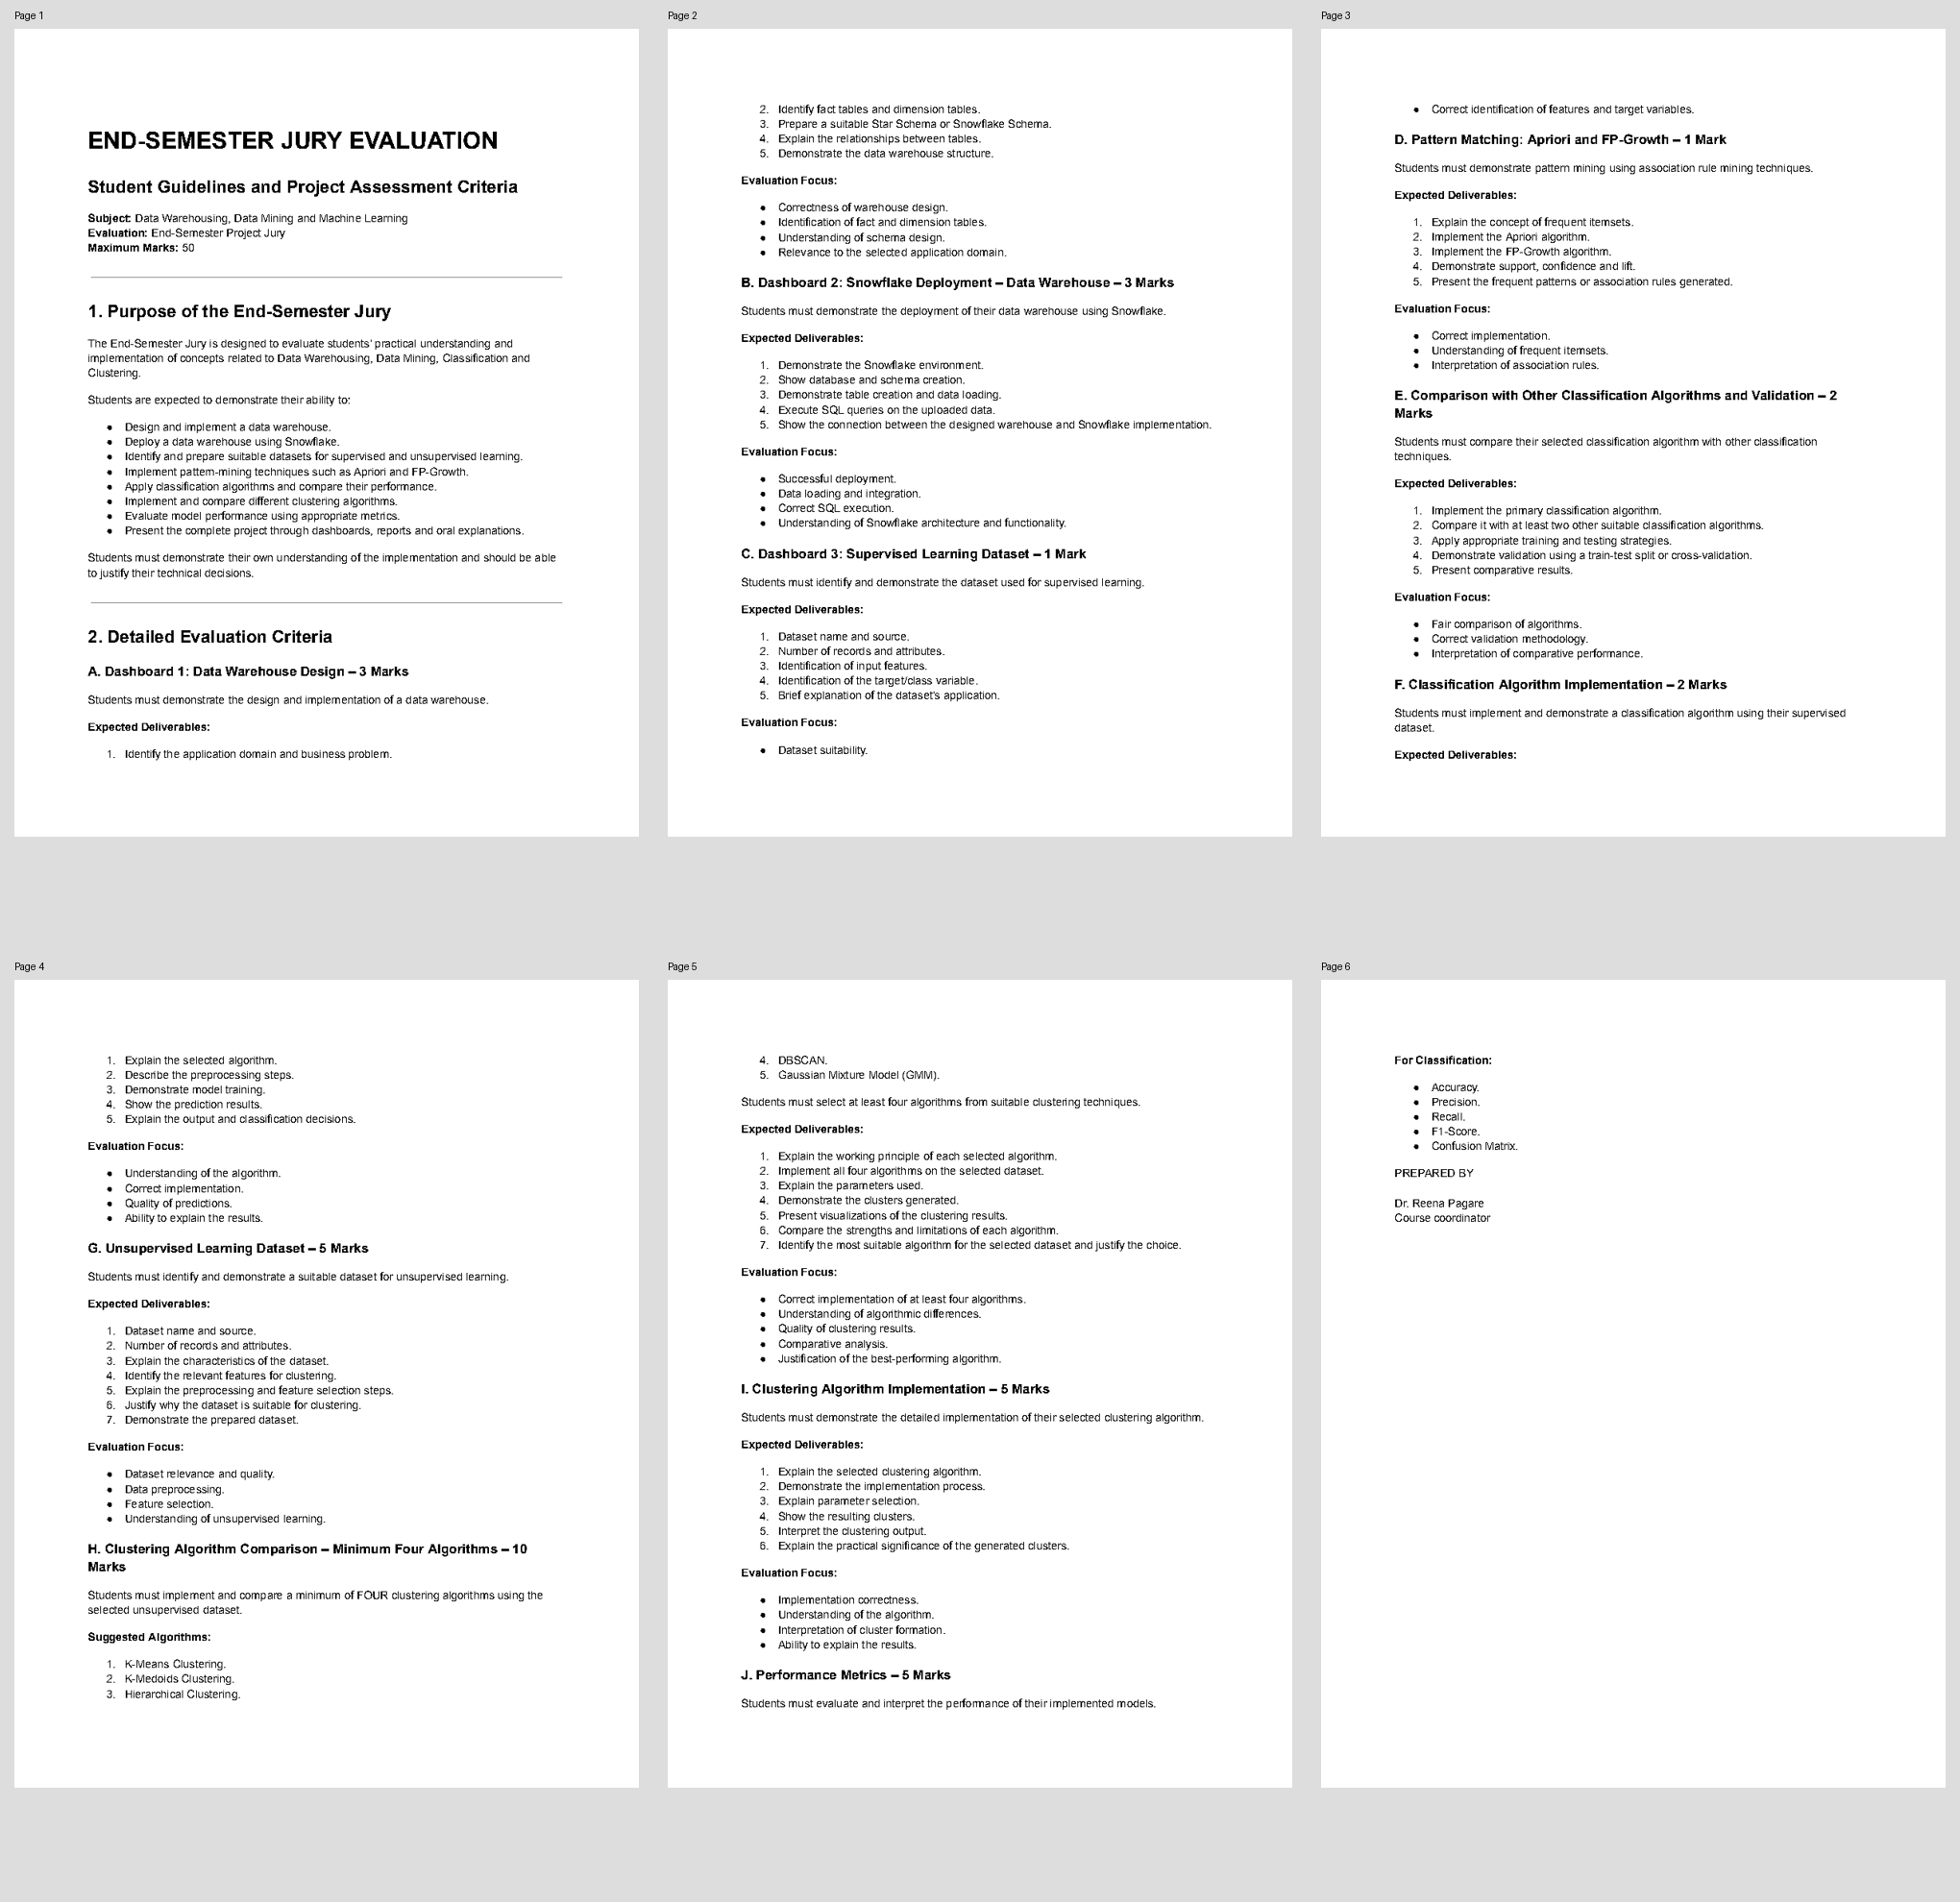 Page 1
END-SEMESTER JURY EVALUATION
Student Guidelines and Project Assessment Criteria
Subject: Data Warehousing, Data Mining and Machine Learning
Evaluation: End-Semester Project Jury
Maximum Marks: 50
1. Purpose of the End-Semester Jury
The End-Semester Jury is designed to evaluate students' practical understanding and
implementation of concepts related to Data Warehousing, Data Mining, Classification and
Clustering.
Students are expected to demonstrate their ability to:
● Design and implement a data warehouse.
● Deploy a data warehouse using Snowflake.
● Identify and prepare suitable datasets for supervised and unsupervised learning.
● Implement pattern-mining techniques such as Apriori and FP-Growth.
● Apply classification algorithms and compare their performance.
● Implement and compare different clustering algorithms.
● Evaluate model performance using appropriate metrics.
● Present the complete project through dashboards, reports and oral explanations.
Students must demonstrate their own understanding of the implementation and should be able
to justify their technical decisions.
2. Detailed Evaluation Criteria
A. Dashboard 1: Data Warehouse Design – 3 Marks
Students must demonstrate the design and implementation of a data warehouse.
Expected Deliverables:
1. Identify the application domain and business problem.
Page 2
2. Identify fact tables and dimension tables.
3. Prepare a suitable Star Schema or Snowflake Schema.
4. Explain the relationships between tables.
5. Demonstrate the data warehouse structure.
Evaluation Focus:
● Correctness of warehouse design.
● Identification of fact and dimension tables.
● Understanding of schema design.
● Relevance to the selected application domain.
B. Dashboard 2: Snowflake Deployment – Data Warehouse – 3 Marks
Students must demonstrate the deployment of their data warehouse using Snowflake.
Expected Deliverables:
1. Demonstrate the Snowflake environment.
2. Show database and schema creation.
3. Demonstrate table creation and data loading.
4. Execute SQL queries on the uploaded data.
5. Show the connection between the designed warehouse and Snowflake implementation.
Evaluation Focus:
● Successful deployment.
● Data loading and integration.
● Correct SQL execution.
● Understanding of Snowflake architecture and functionality.
C. Dashboard 3: Supervised Learning Dataset – 1 Mark
Students must identify and demonstrate the dataset used for supervised learning.
Expected Deliverables:
1. Dataset name and source.
2. Number of records and attributes.
3. Identification of input features.
4. Identification of the target/class variable.
5. Brief explanation of the dataset's application.
Evaluation Focus:
● Dataset suitability.
Page 3
● Correct identification of features and target variables.
D. Pattern Matching: Apriori and FP-Growth – 1 Mark
Students must demonstrate pattern mining using association rule mining techniques.
Expected Deliverables:
1. Explain the concept of frequent itemsets.
2. Implement the Apriori algorithm.
3. Implement the FP-Growth algorithm.
4. Demonstrate support, confidence and lift.
5. Present the frequent patterns or association rules generated.
Evaluation Focus:
● Correct implementation.
● Understanding of frequent itemsets.
● Interpretation of association rules.
E. Comparison with Other Classification Algorithms and Validation – 2
Marks
Students must compare their selected classification algorithm with other classification
techniques.
Expected Deliverables:
1. Implement the primary classification algorithm.
2. Compare it with at least two other suitable classification algorithms.
3. Apply appropriate training and testing strategies.
4. Demonstrate validation using a train-test split or cross-validation.
5. Present comparative results.
Evaluation Focus:
● Fair comparison of algorithms.
● Correct validation methodology.
● Interpretation of comparative performance.
F. Classification Algorithm Implementation – 2 Marks
Students must implement and demonstrate a classification algorithm using their supervised
dataset.
Expected Deliverables:
Page 4
1. Explain the selected algorithm.
2. Describe the preprocessing steps.
3. Demonstrate model training.
4. Show the prediction results.
5. Explain the output and classification decisions.
Evaluation Focus:
● Understanding of the algorithm.
● Correct implementation.
● Quality of predictions.
● Ability to explain the results.
G. Unsupervised Learning Dataset – 5 Marks
Students must identify and demonstrate a suitable dataset for unsupervised learning.
Expected Deliverables:
1. Dataset name and source.
2. Number of records and attributes.
3. Explain the characteristics of the dataset.
4. Identify the relevant features for clustering.
5. Explain the preprocessing and feature selection steps.
6. Justify why the dataset is suitable for clustering.
7. Demonstrate the prepared dataset.
Evaluation Focus:
● Dataset relevance and quality.
● Data preprocessing.
● Feature selection.
● Understanding of unsupervised learning.
H. Clustering Algorithm Comparison – Minimum Four Algorithms – 10
Marks
Students must implement and compare a minimum of FOUR clustering algorithms using the
selected unsupervised dataset.
Suggested Algorithms:
1. K-Means Clustering.
2. K-Medoids Clustering.
3. Hierarchical Clustering.
Page 5
4. DBSCAN.
5. Gaussian Mixture Model (GMM).
Students must select at least four algorithms from suitable clustering techniques.
Expected Deliverables:
1. Explain the working principle of each selected algorithm.
2. Implement all four algorithms on the selected dataset.
3. Explain the parameters used.
4. Demonstrate the clusters generated.
5. Present visualizations of the clustering results.
6. Compare the strengths and limitations of each algorithm.
7. Identify the most suitable algorithm for the selected dataset and justify the choice.
Evaluation Focus:
● Correct implementation of at least four algorithms.
● Understanding of algorithmic differences.
● Quality of clustering results.
● Comparative analysis.
● Justification of the best-performing algorithm.
I. Clustering Algorithm Implementation – 5 Marks
Students must demonstrate the detailed implementation of their selected clustering algorithm.
Expected Deliverables:
1. Explain the selected clustering algorithm.
2. Demonstrate the implementation process.
3. Explain parameter selection.
4. Show the resulting clusters.
5. Interpret the clustering output.
6. Explain the practical significance of the generated clusters.
Evaluation Focus:
● Implementation correctness.
● Understanding of the algorithm.
● Interpretation of cluster formation.
● Ability to explain the results.
J. Performance Metrics – 5 Marks
Students must evaluate and interpret the performance of their implemented models.
Page 6
For Classification:
● Accuracy.
● Precision.
● Recall.
● F1-Score.
● Confusion Matrix.
PREPARED BY
Dr. Reena Pagare
Course coordinator